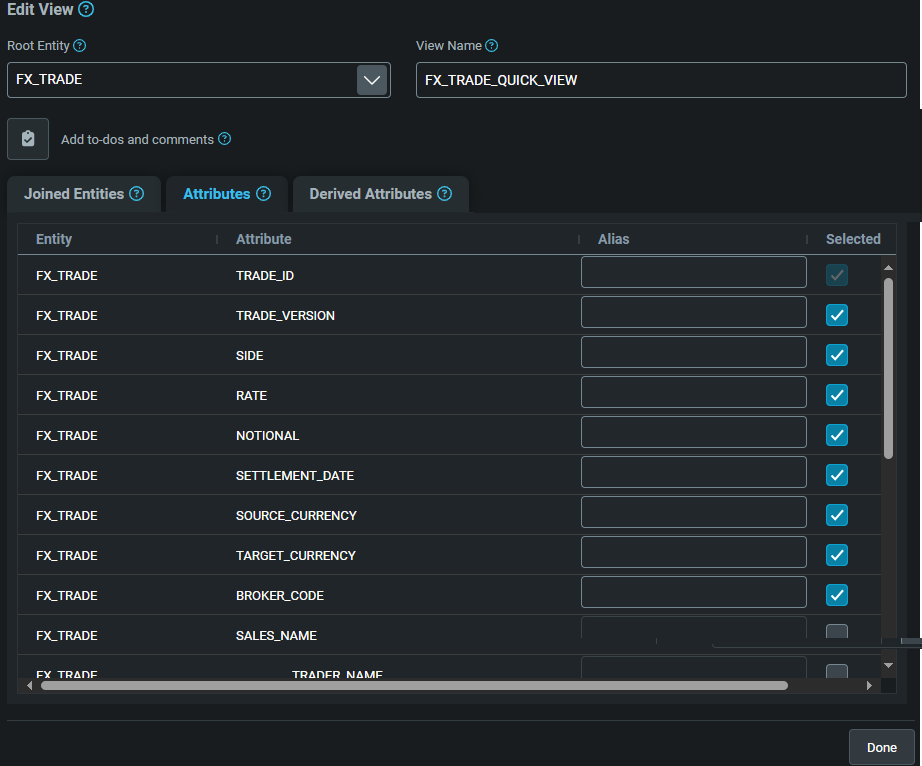 Edit View ?
Root Entity ? View Name ?
FX_TRADE FX_TRADE_QUICK_VIEW
Add to-dos and comments ?
Joined Entities ? Attributes ? Derived Attributes ?
Entity Attribute Alias Selected
FX_TRADE TRADE_ID
FX_TRADE TRADE_VERSION
FX_TRADE SIDE
FX_TRADE RATE
FX_TRADE NOTIONAL
FX_TRADE SETTLEMENT_DATE
FX_TRADE SOURCE_CURRENCY
FX_TRADE TARGET_CURRENCY
FX_TRADE BROKER_CODE
FX_TRADE SALES_NAME
FX_TRADE TRADER_NAME
Done